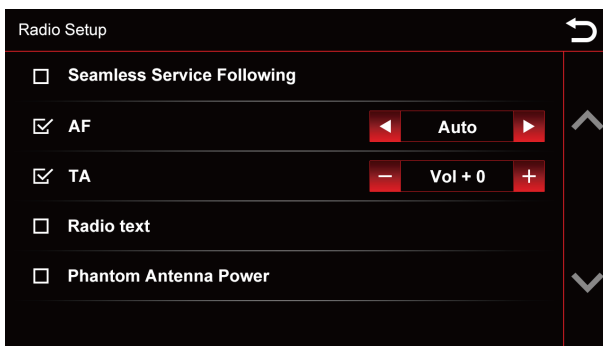 Radio Setup
Seamless Service Following
AF Auto
TA Vol + 0
Radio text
Phantom Antenna Power